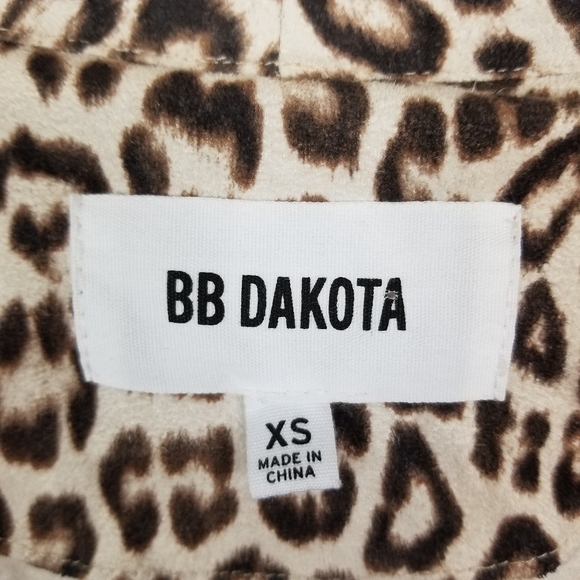 BB DAKOTA
XS
MADE IN
CHINA